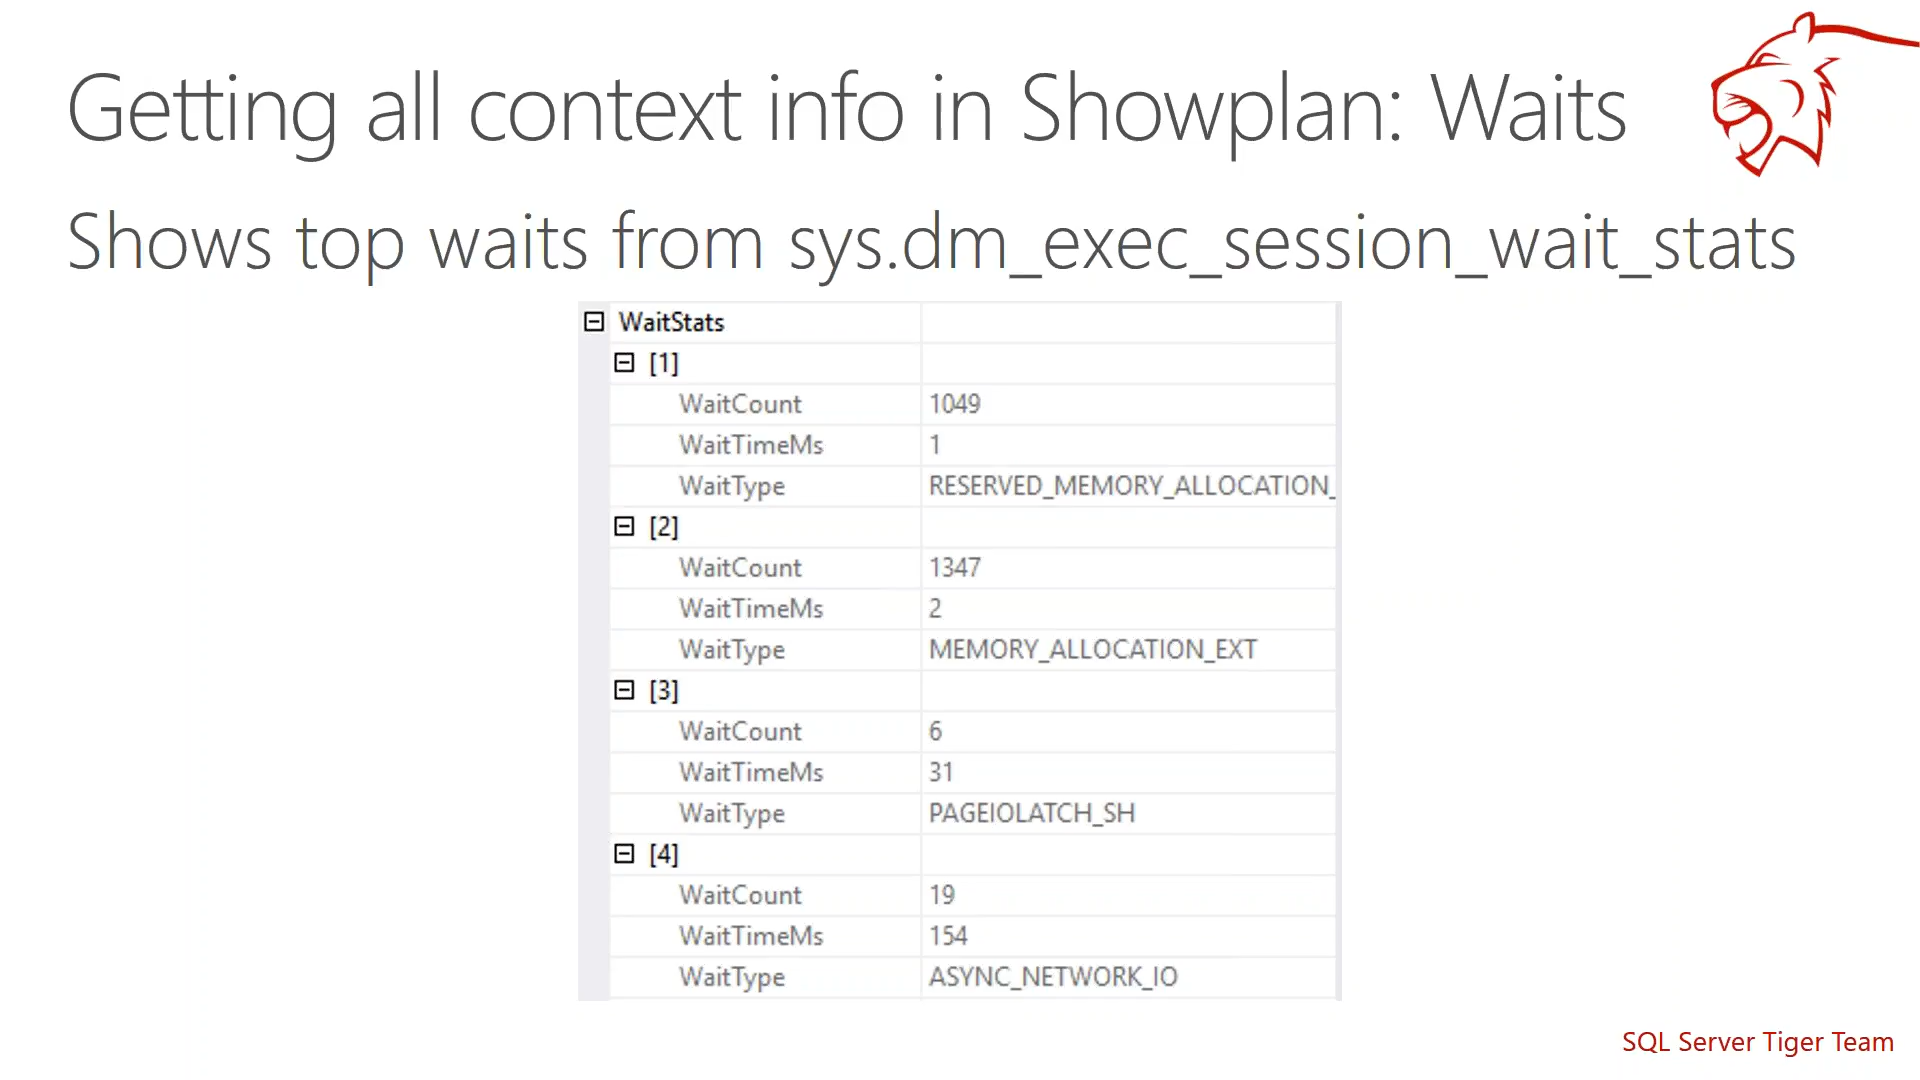 Getting all context info in Showplan: Waits
Shows top waits from sys.dm_exec_session_wait_stats
WaitStats
[1]
WaitCount 1049
WaitTimeMs 1
WaitType RESERVED_MEMORY_ALLOCATION_
[2]
WaitCount 1347
WaitTimeMs 2
WaitType MEMORY_ALLOCATION_EXT
[3]
WaitCount 6
WaitTimeMs 31
WaitType PAGEIOLATCH_SH
[4]
WaitCount 19
WaitTimeMs 154
WaitType ASYNC_NETWORK_IO
SQL Server Tiger Team